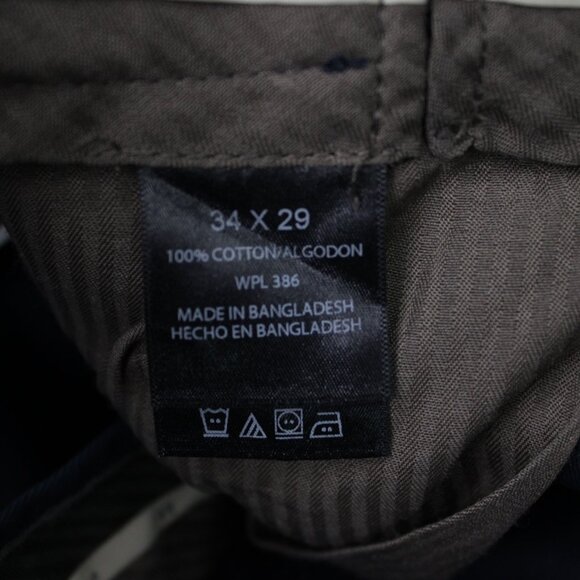 34 X 29
100% COTTON/ALGODON
WPL 386
MADE IN BANGLADESH
HECHO EN BANGLADESH